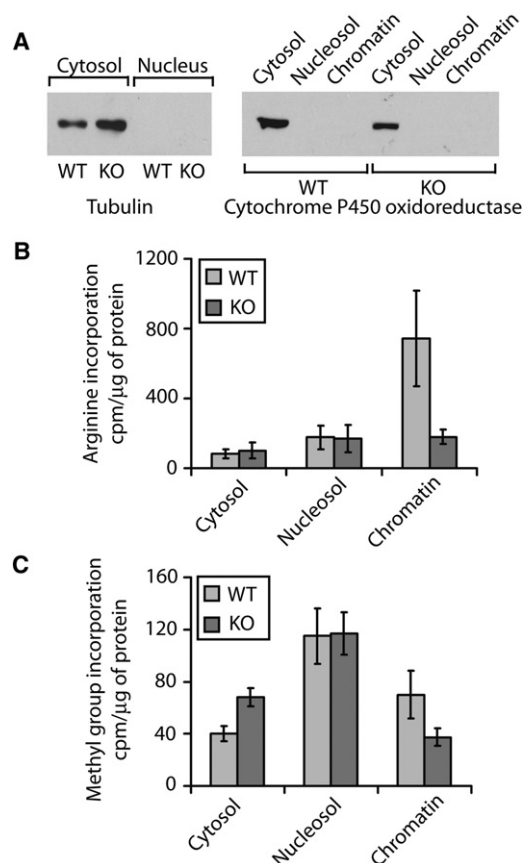 A
Cytosol Nucleus
WT KO WT KO
Tubulin
Cytosol Nucleosol Chromatin Cytosol Nucleosol Chromatin
WT KO
Cytochrome P450 oxidoreductase
B
Arginine incorporation
cpm/μg of protein
1200
800
400
0
WT
KO
Cytosol Nucleosol Chromatin
C
Methyl group incorporation
cpm/μg of protein
160
120
80
40
0
WT
KO
Cytosol Nucleosol Chromatin